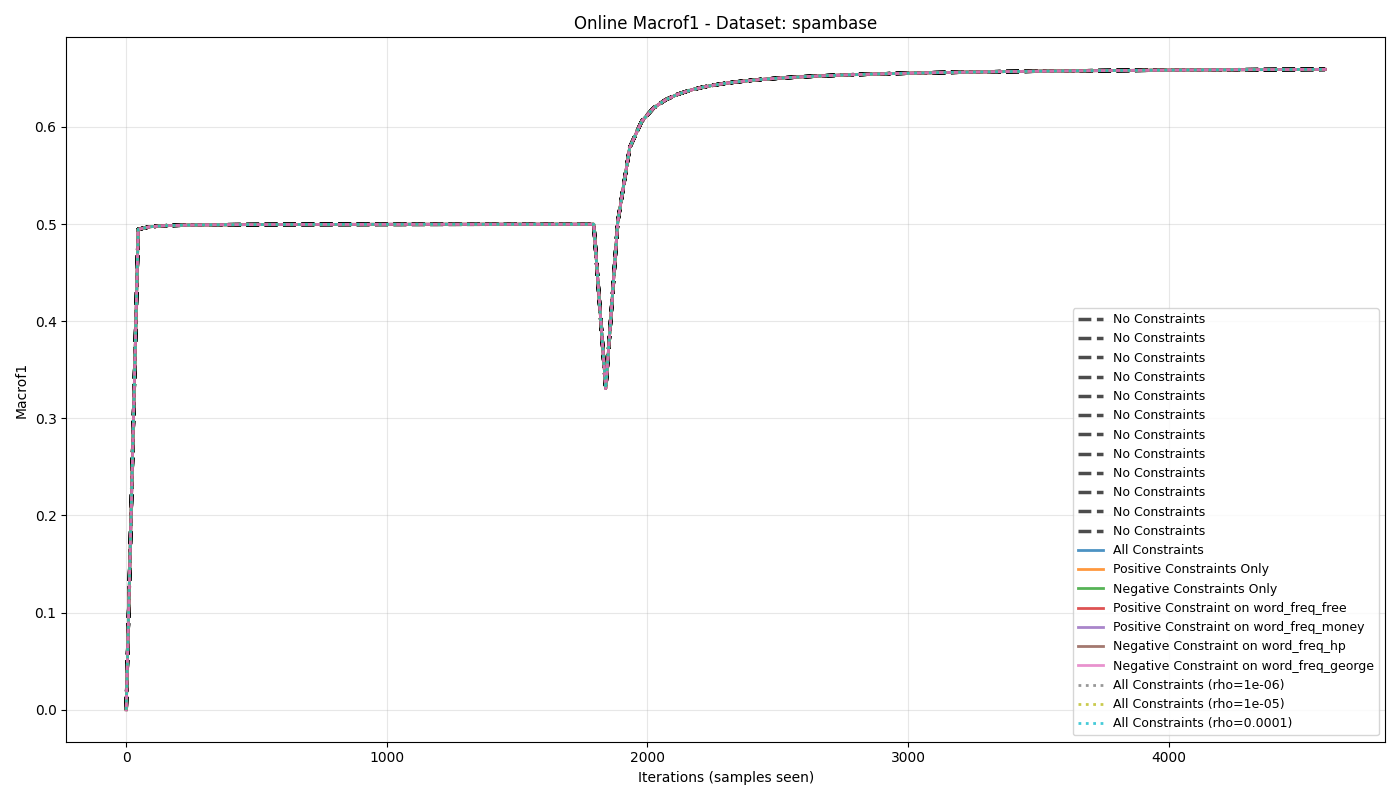 Online Macrof1 - Dataset: spambase
Macrof1
0.6
0.5
0.4
0.3
0.2
0.1
0.0
No Constraints
No Constraints
No Constraints
No Constraints
No Constraints
No Constraints
No Constraints
No Constraints
No Constraints
No Constraints
No Constraints
No Constraints
All Constraints
Positive Constraints Only
Negative Constraints Only
Positive Constraint on word_freq_free
Positive Constraint on word_freq_money
Negative Constraint on word_freq_hp
Negative Constraint on word_freq_george
All Constraints (rho=1e-06)
All Constraints (rho=1e-05)
All Constraints (rho=0.0001)
0 1000 2000 3000 4000
Iterations (samples seen)